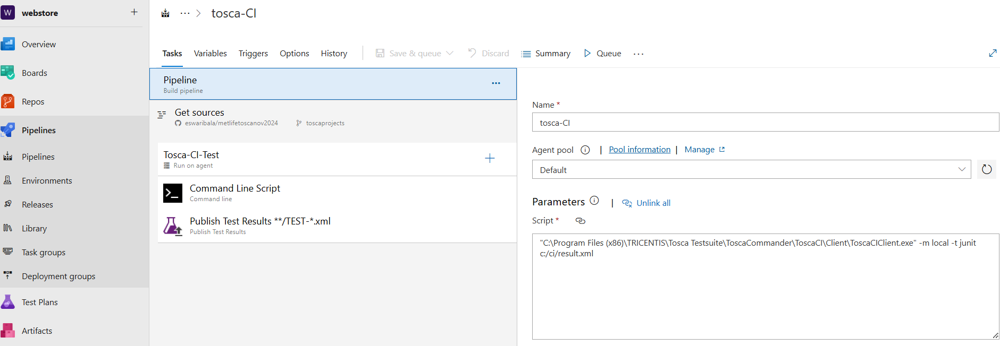 W webstore +
Overview
Boards
Repos
Pipelines
Pipelines
Environments
Releases
Library
Task groups
Deployment groups
Test Plans
Artifacts
... > tosca-CI
Tasks Variables Triggers Options History Save & queue Discard Summary Queue ...
Pipeline ...
Build pipeline
Get sources
eswaribala/metlifetoscanov2024 toscaprojects
Tosca-CI-Test +
Run on agent
Command Line Script
Command line
Publish Test Results **/TEST-*.xml
Publish Test Results
Name *
tosca-CI
Agent pool | Pool information | Manage
Default
Parameters | Unlink all
Script *
"C:\Program Files (x86)\TRICENTIS\Tosca Testsuite\ToscaCommander\ToscaCI\Client\ToscaCIClient.exe" -m local -t junit
c:/ci/result.xml